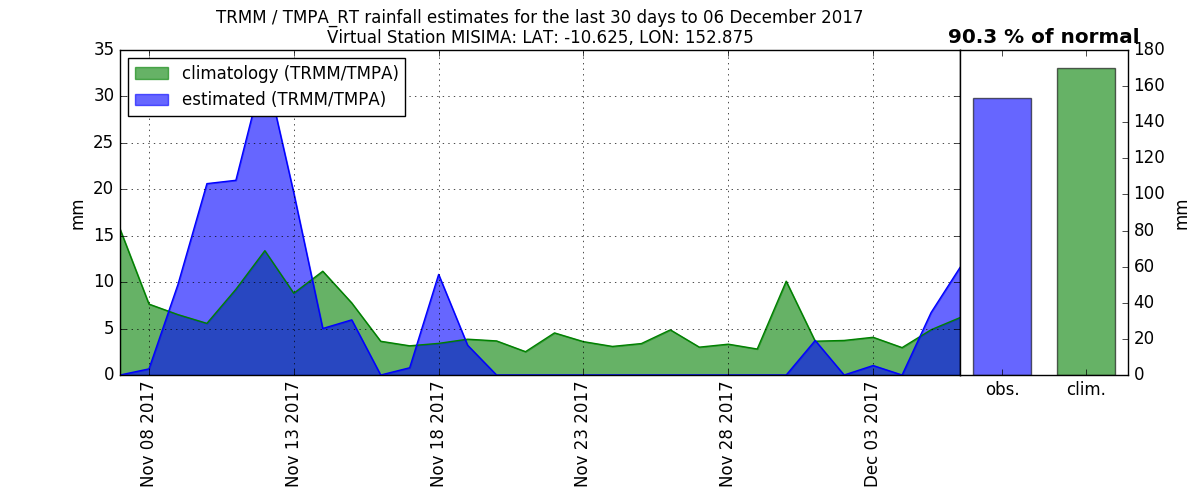 TRMM / TMPA_RT rainfall estimates for the last 30 days to 06 December 2017
Virtual Station MISIMA: LAT: -10.625, LON: 152.875
90.3 % of normal
climatology (TRMM/TMPA)
estimated (TRMM/TMPA)
35
30
25
20
15
10
5
0
mm
Nov 08 2017
Nov 13 2017
Nov 18 2017
Nov 23 2017
Nov 28 2017
Dec 03 2017
180
160
140
120
100
80
60
40
20
0
mm
obs.
clim.